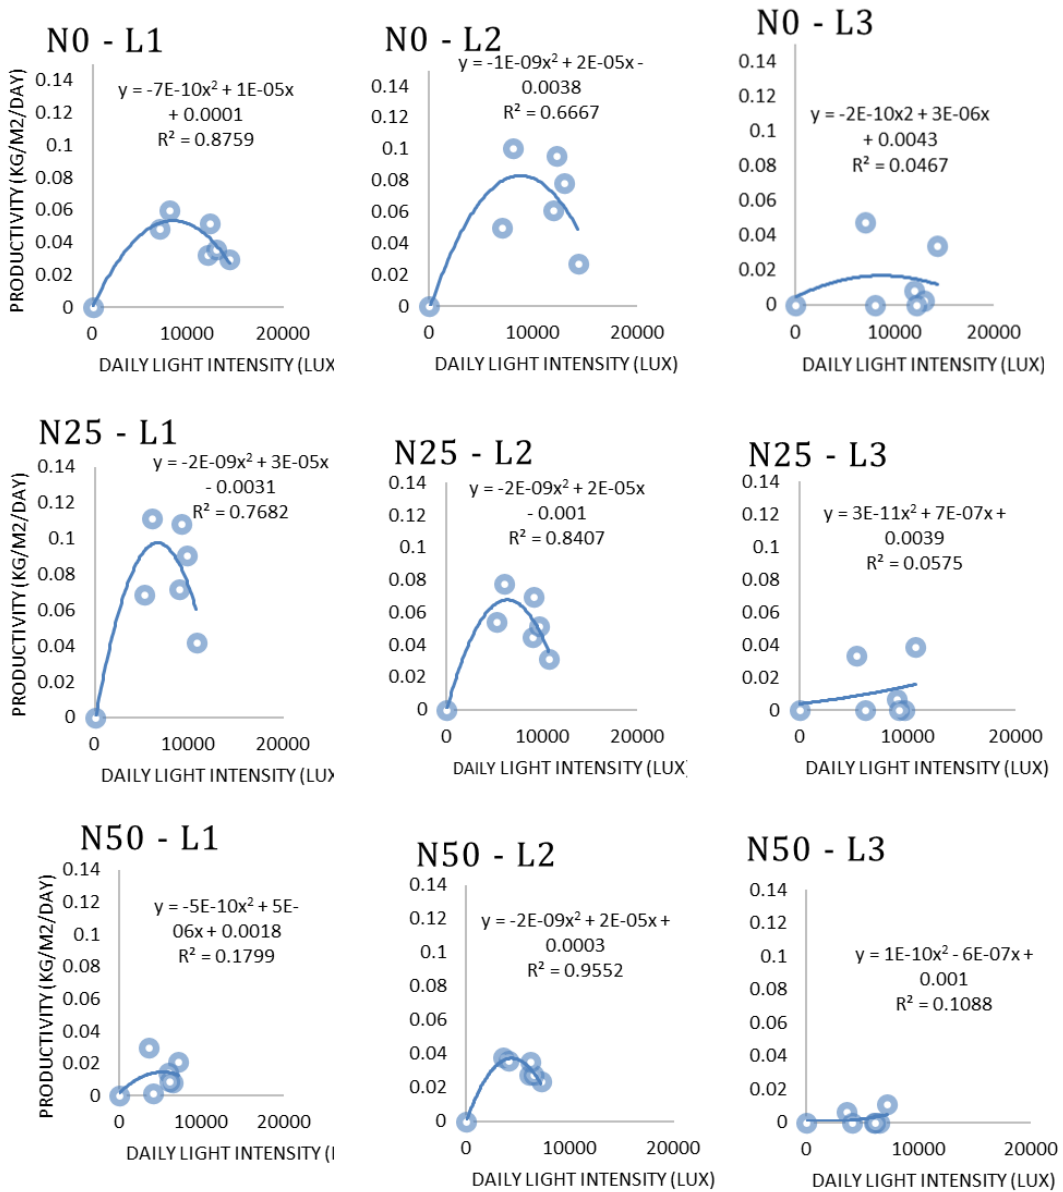 N0 - L1
PRODUCTIVITY (KG/M2/DAY)
0.14
0.12
0.1
0.08
0.06
0.04
0.02
0
y = -7E-10x² + 1E-05x
+ 0.0001
R² = 0.8759
0 10000 20000
DAILY LIGHT INTENSITY (LUX
N0 - L2
0.14
0.12
0.1
0.08
0.06
0.04
0.02
0
y = -1E-09x² + 2E-05x -
0.0038
R² = 0.6667
0 10000 20000
DAILY LIGHT INTENSITY (LUX)
N0 - L3
0.14
0.12
0.1
0.08
0.06
0.04
0.02
0
y = -2E-10x2 + 3E-06x
+ 0.0043
R² = 0.0467
0 10000 20000
DAILY LIGHT INTENSITY (LUX)
N25 - L1
PRODUCTIVITY (KG/M2/DAY)
0.14
0.12
0.1
0.08
0.06
0.04
0.02
0
y = -2E-09x² + 3E-05x
- 0.0031
R² = 0.7682
0 10000 20000
DAILY LIGHT INTENSITY (LUX
N25 - L2
0.14
0.12
0.1
0.08
0.06
0.04
0.02
0
y = -2E-09x² + 2E-05x
- 0.001
R² = 0.8407
0 10000 20000
DAILY LIGHT INTENSITY (LUX)
N25 - L3
0.14
0.12
0.1
0.08
0.06
0.04
0.02
0
y = 3E-11x² + 7E-07x +
0.0039
R² = 0.0575
0 10000 20000
DAILY LIGHT INTENSITY (LUX)
N50 - L1
PRODUCTIVITY (KG/M2/DAY)
0.14
0.12
0.1
0.08
0.06
0.04
0.02
0
y = -5E-10x² + 5E-
06x + 0.0018
R² = 0.1799
0 10000 20000
DAILY LIGHT INTENSITY (
N50 - L2
0.14
0.12
0.1
0.08
0.06
0.04
0.02
0
y = -2E-09x² + 2E-05x +
0.0003
R² = 0.9552
0 10000 20000
DAILY LIGHT INTENSITY (LUX)
N50 - L3
0.14
0.12
0.1
0.08
0.06
0.04
0.02
0
y = 1E-10x² - 6E-07x +
0.001
R² = 0.1088
0 10000 20000
DAILY LIGHT INTENSITY (LUX)